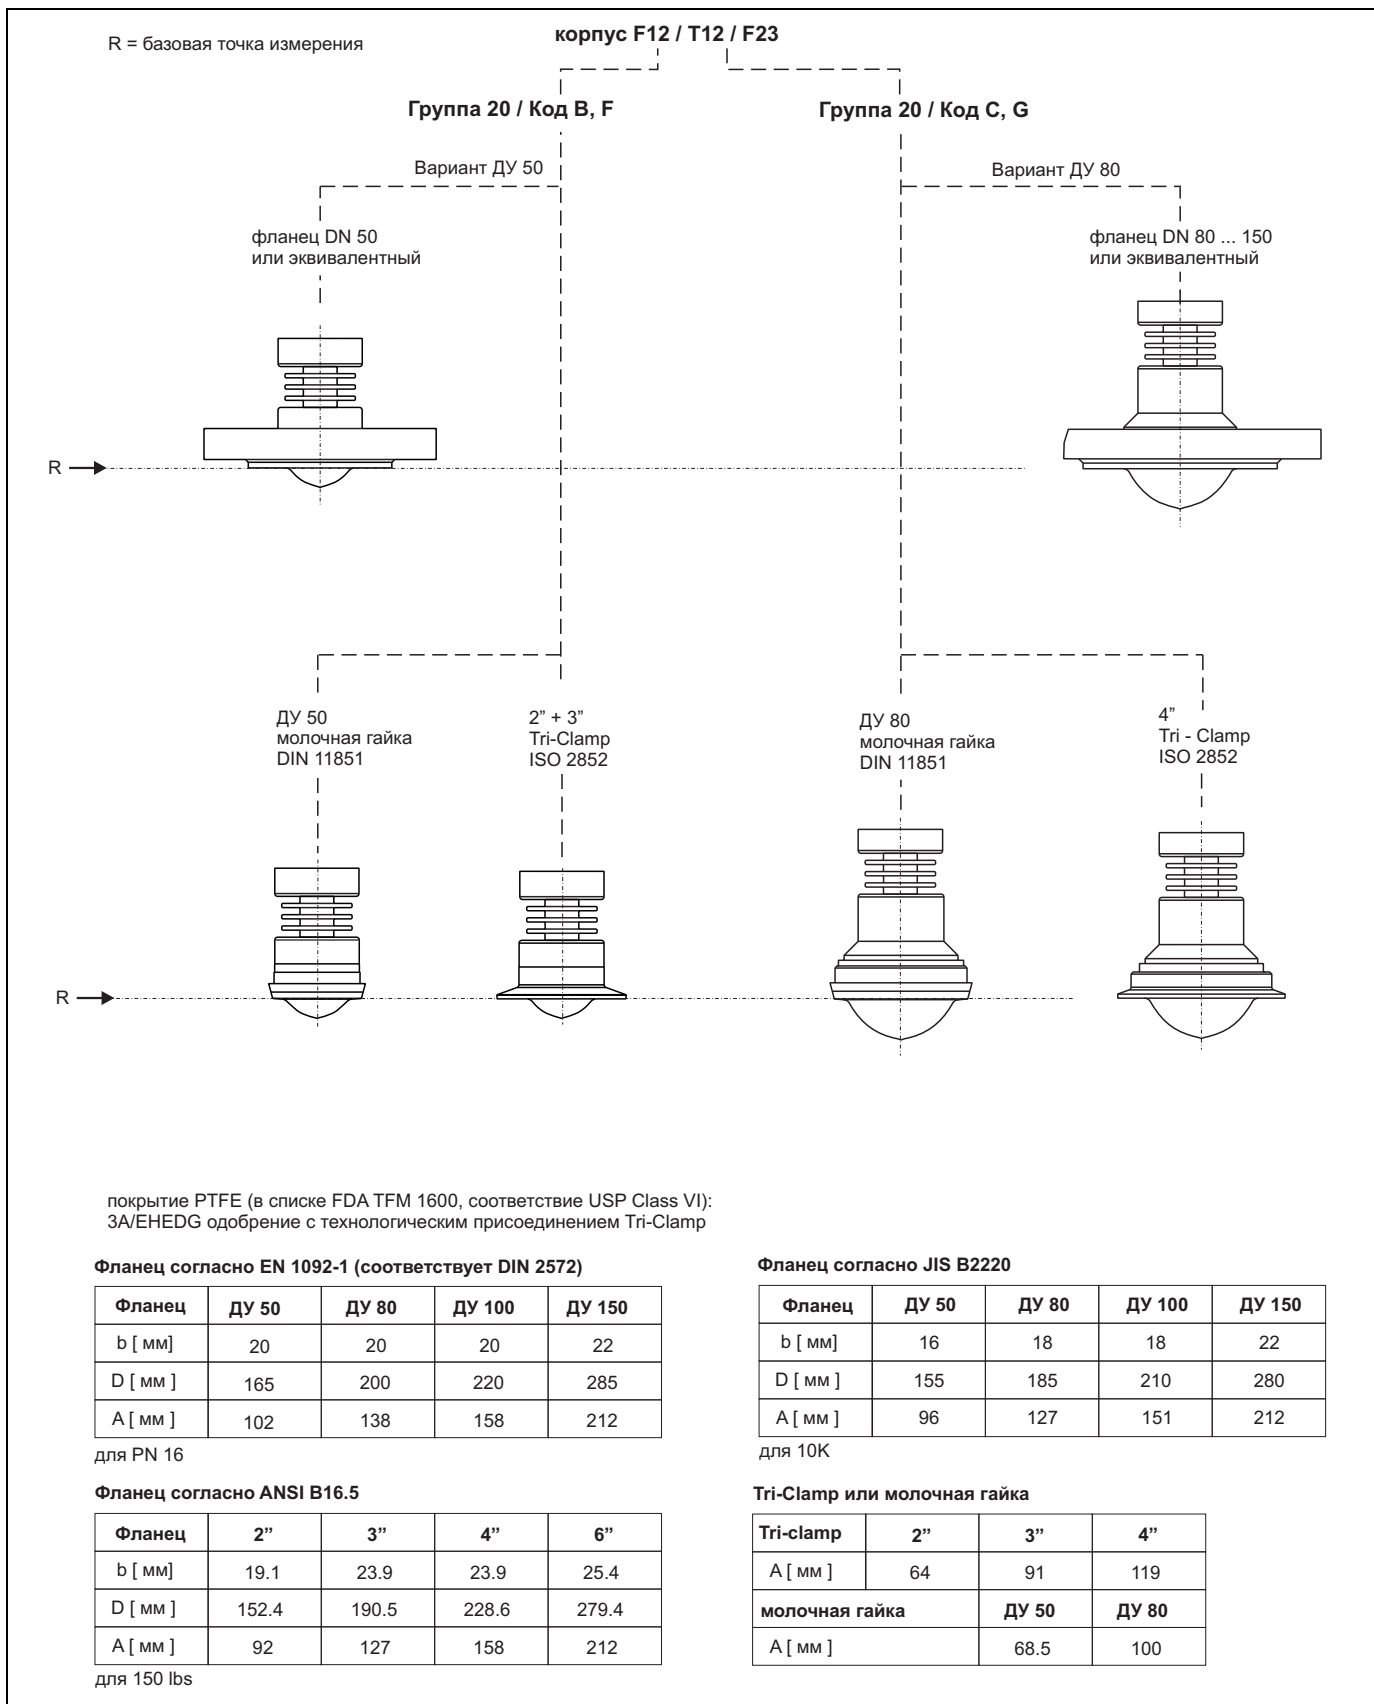 R = базовая точка измерения
корпус F12 / T12 / F23
Группа 20 / Код B, F
Группа 20 / Код C, G
Вариант ДУ 50
Вариант ДУ 80
фланец DN 50
или эквивалентный
фланец DN 80 ... 150
или эквивалентный
R
ДУ 50
молочная гайка
DIN 11851
2” + 3”
Tri-Clamp
ISO 2852
ДУ 80
молочная гайка
DIN 11851
4”
Tri - Clamp
ISO 2852
R
покрытие PTFE (в списке FDA TFM 1600, соответствие USP Class VI):
3A/EHEDG одобрение с технологическим присоединением Tri-Clamp
Фланец согласно EN 1092-1 (соответствует DIN 2572)
Фланец ДУ 50 ДУ 80 ДУ 100 ДУ 150
b [ мм] 20 20 20 22
D [ мм ] 165 200 220 285
A [ мм ] 102 138 158 212
для PN 16
Фланец согласно JIS B2220
Фланец ДУ 50 ДУ 80 ДУ 100 ДУ 150
b [ мм] 16 18 18 22
D [ мм ] 155 185 210 280
A [ мм ] 96 127 151 212
для 10K
Фланец согласно ANSI B16.5
Фланец 2” 3” 4” 6”
b [ мм] 19.1 23.9 23.9 25.4
D [ мм ] 152.4 190.5 228.6 279.4
A [ мм ] 92 127 158 212
для 150 lbs
Tri-Clamp или молочная гайка
Tri-clamp 2” 3” 4”
A [ мм ] 64 91 119
молочная гайка ДУ 50 ДУ 80
A [ мм ] 68.5 100